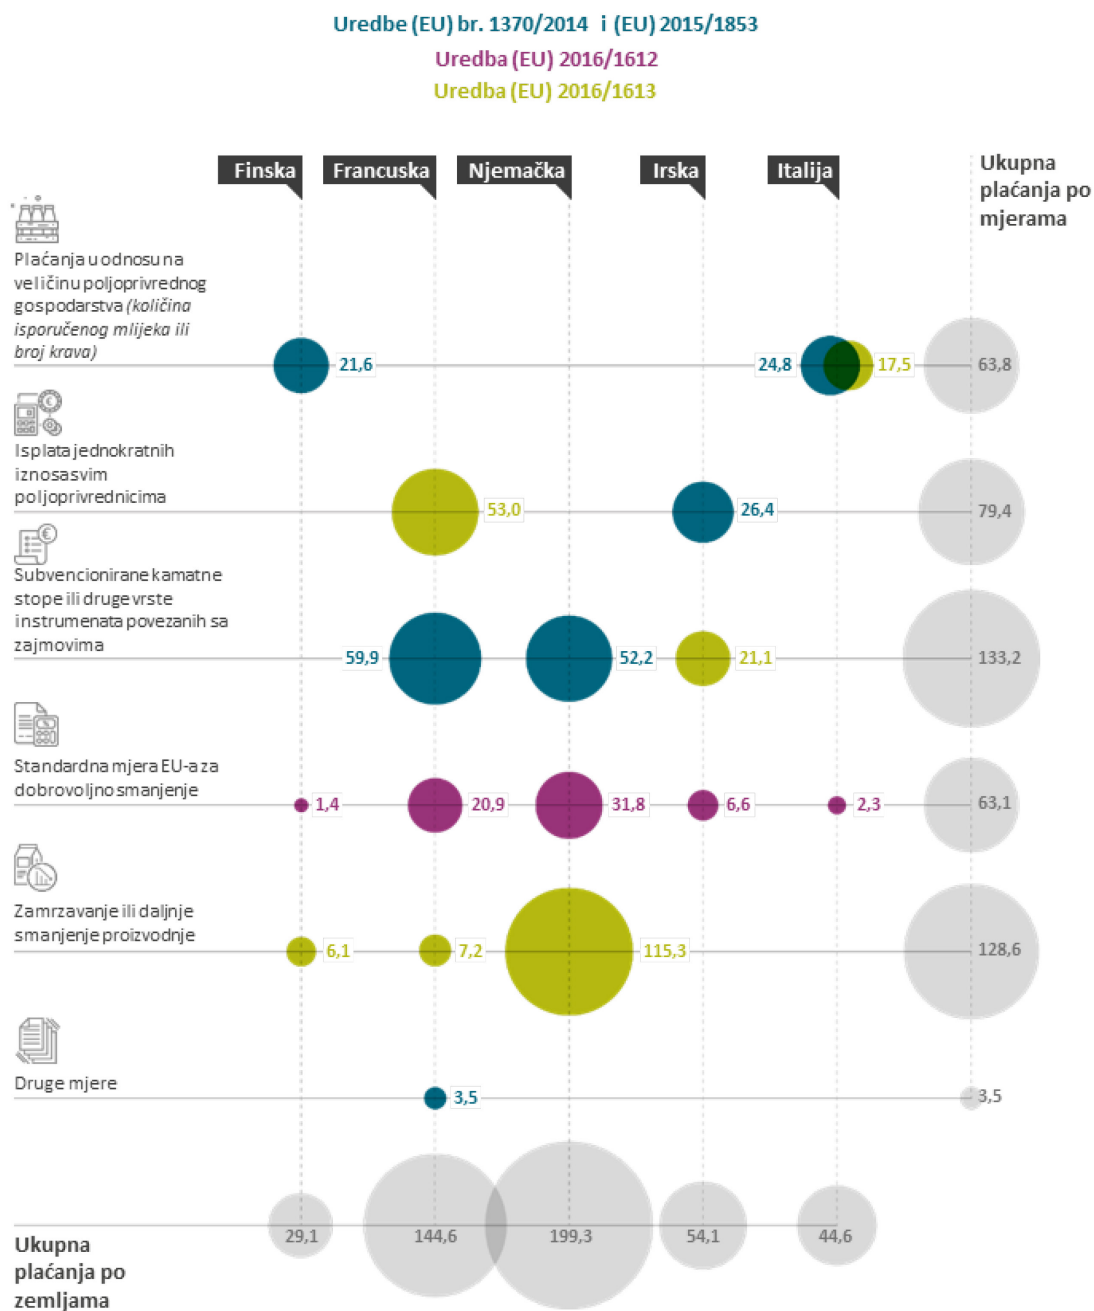 Uredbe (EU) br. 1370/2014 i (EU) 2015/1853
Uredba (EU) 2016/1612
Uredba (EU) 2016/1613
Finska
Francuska
Njemačka
Irska
Italija
Ukupna
plaćanja po
mjerama
Plaćanja u odnosu na
veličinu poljoprivrednog
gospodarstva (količina
isporučenog mlijeka ili
broj krava)
21,6
24,8
17,5
63,8
Isplata jednokratnih
iznosa svim
poljoprivrednicima
53,0
26,4
79,4
Subvencionirane kamatne
stope ili druge vrste
instrumenata povezanih sa
zajmovima
59,9
52,2
21,1
133,2
Standardna mjera EU-a za
dobrovoljno smanjenje
1,4
20,9
31,8
6,6
2,3
63,1
Zamrzavanje ili daljnje
smanjenje proizvodnje
6,1
7,2
115,3
128,6
Druge mjere
3,5
3,5
29,1
144,6
199,3
54,1
44,6
Ukupna
plaćanja po
zemljama